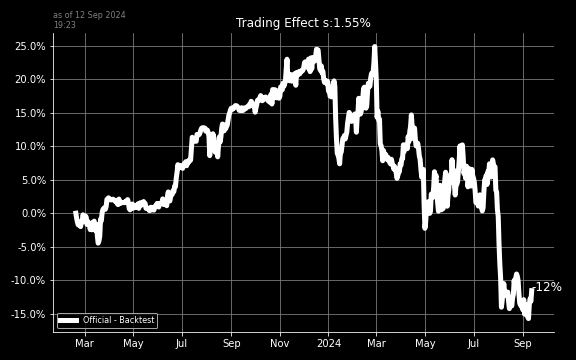 as of 12 Sep 2024
19:23
Trading Effect s:1.55%
25.0%
20.0%
15.0%
10.0%
5.0%
0.0%
-5.0%
-10.0%
-15.0%
-12%
Official - Backtest
Mar May Jul Sep Nov 2024 Mar May Jul Sep